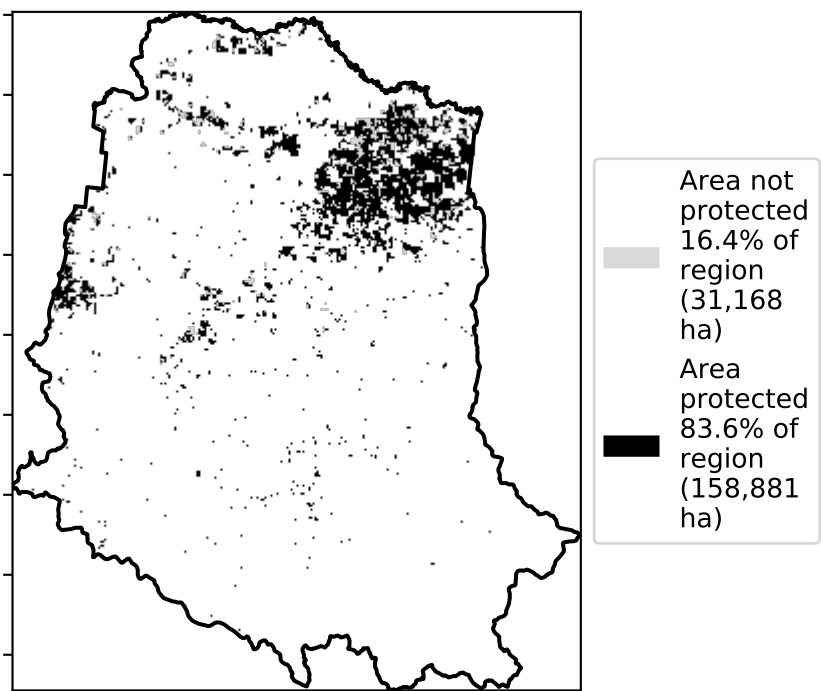 Area not
protected
16.4% of
region
(31,168
ha)
Area
protected
83.6% of
region
(158,881
ha)